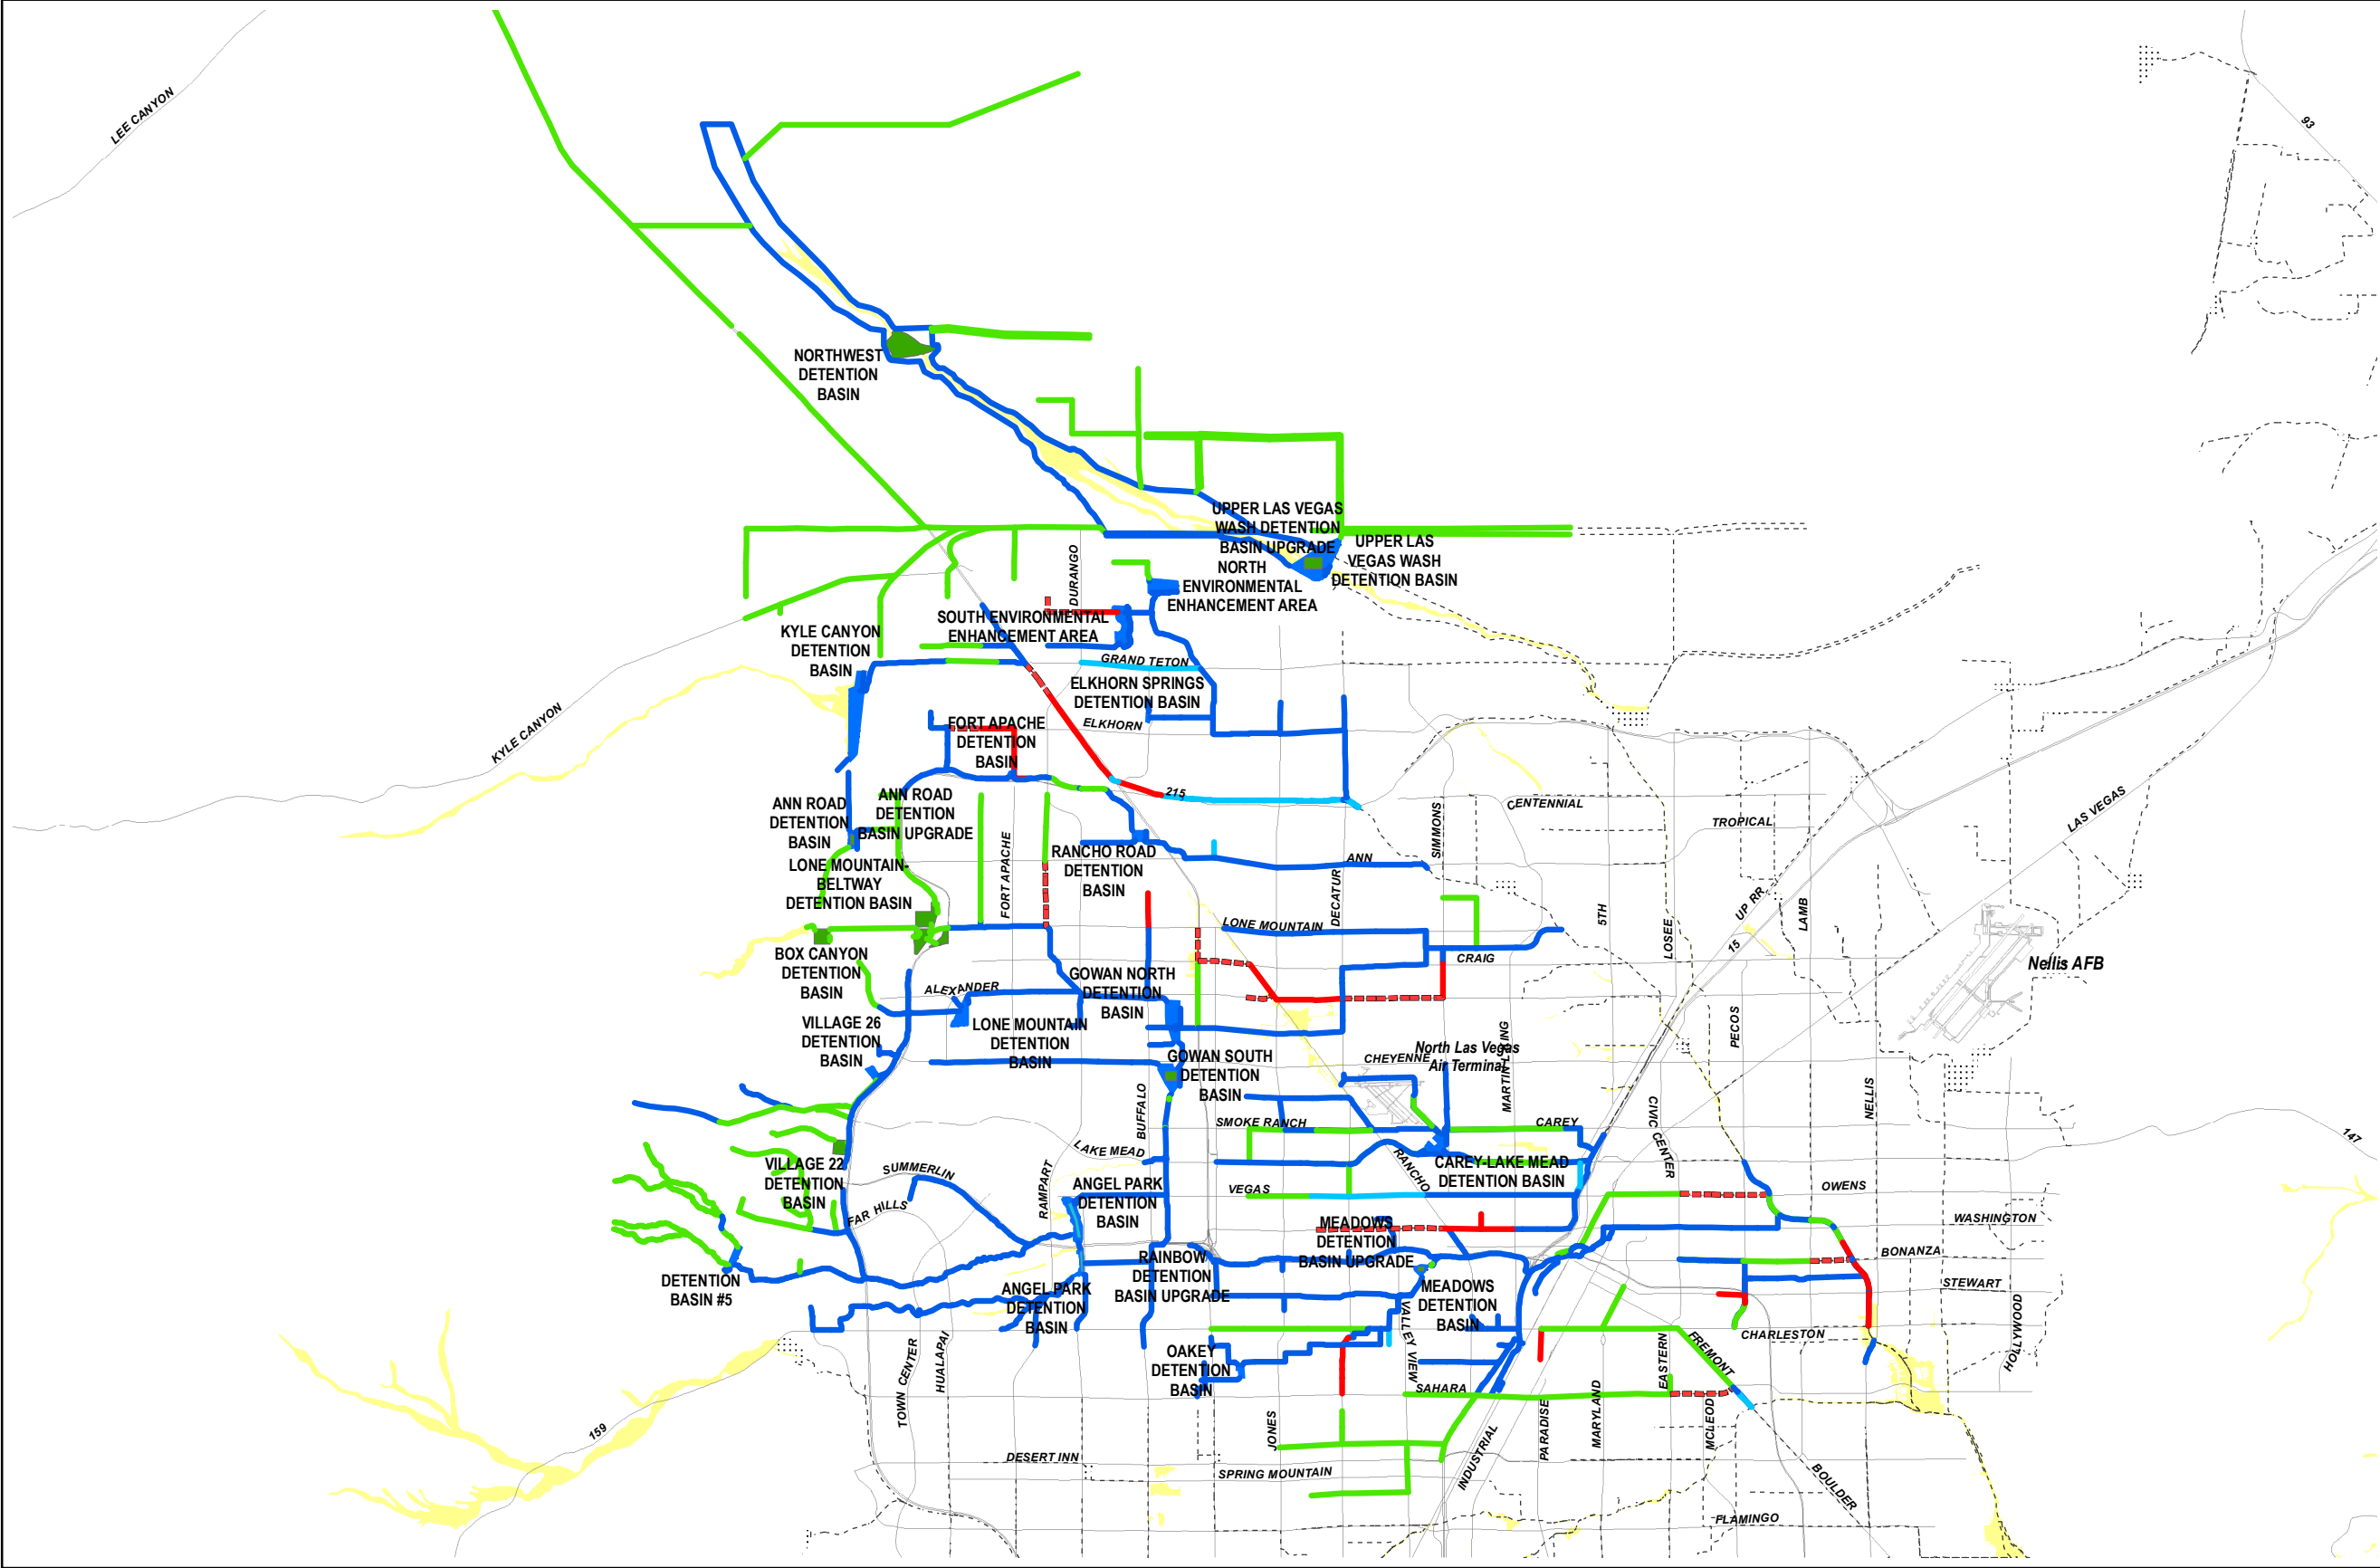 LEE CANYON
93
NORTHWEST
DETENTION
BASIN
UPPER LAS VEGAS
WASH DETENTION
BASIN UPGRADE
UPPER LAS
VEGAS WASH
DETENTION BASIN
NORTH
ENVIRONMENTAL
ENHANCEMENT AREA
DURANGO
SOUTH ENVIRONMENTAL
ENHANCEMENT AREA
KYLE CANYON
DETENTION
BASIN
GRAND TETON
ELKHORN SPRINGS
DETENTION BASIN
ELKHORN
FORT APACHE
DETENTION
BASIN
KYLE CANYON
215
ANN ROAD
DETENTION
BASIN
ANN ROAD
DETENTION
BASIN UPGRADE
CENTENNIAL
TROPICAL
SIMMONS
LAS VEGAS
LONE MOUNTAIN-
BELTWAY
DETENTION BASIN
FORT APACHE
RANCHO ROAD
DETENTION
BASIN
ANN
DECATUR
LONE MOUNTAIN
5TH
LOSEE
UP RR
15
LAMB
BOX CANYON
DETENTION
BASIN
CRAIG
Nellis AFB
ALEXANDER
GOWAN NORTH
DETENTION
BASIN
VILLAGE 26
DETENTION
BASIN
LONE MOUNTAIN
DETENTION
BASIN
GOWAN SOUTH
DETENTION
BASIN
CHEYENNE
North Las Vegas
Air Terminal
MARTIN L KING
PECOS
NELLIS
CIVIC CENTER
BUFFALO
SMOKE RANCH
CAREY
147
LAKE MEAD
RANCHO
CAREY-LAKE MEAD
DETENTION BASIN
VILLAGE 22
DETENTION
BASIN
SUMMERLIN
RAMPART
ANGEL PARK
DETENTION
BASIN
VEGAS
OWENS
FAR HILLS
MEADOWS
DETENTION
BASIN UPGRADE
WASHINGTON
BONANZA
RAINBOW
DETENTION
BASIN UPGRADE
DETENTION
BASIN #5
ANGEL PARK
DETENTION
BASIN
MEADOWS
DETENTION
BASIN
STEWART
VALLEY VIEW
HOLLYWOOD
CHARLESTON
FREMONT
EASTERN
TOWN CENTER
HUALAPAI
OAKEY
DETENTION
BASIN
SAHARA
159
JONES
INDUSTRIAL
PARADISE
MARYLAND
MCLEOD
DESERT INN
SPRING MOUNTAIN
BOULDER
FLAMINGO